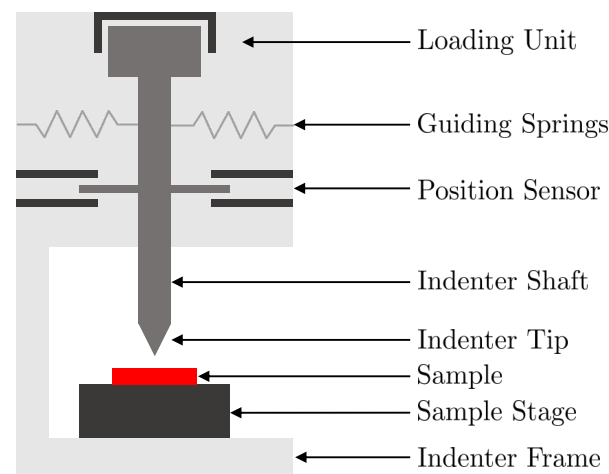 Loading Unit
Guiding Springs
Position Sensor
Indenter Shaft
Indenter Tip
Sample
Sample Stage
Indenter Frame